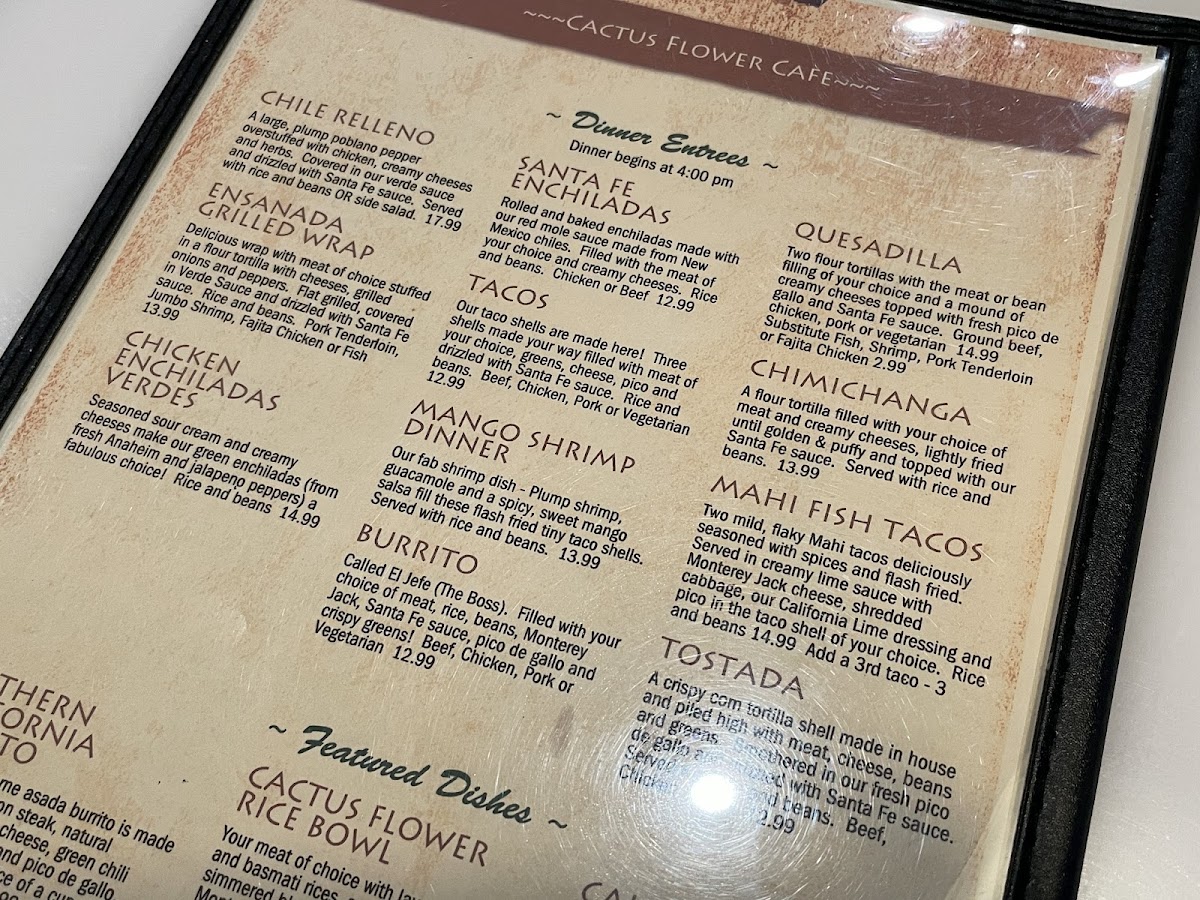 ~~~CACTUS FLOWER CAFE~~~
~ Dinner Entrees ~
Dinner begins at 4:00 pm
CHILE RELLENO
A large, plump poblano pepper
overstuffed with chicken, creamy cheeses
and herbs. Covered in our verde sauce
and drizzled with Santa Fe sauce. Served
with rice and beans OR side salad. 17.99
ENSANADA
GRILLED WRAP
Delicious wrap with meat of choice stuffed
in a flour tortilla with cheeses, grilled
onions and peppers. Flat grilled, covered
in Verde Sauce and drizzled with Santa Fe
sauce. Rice and beans. Pork Tenderloin,
Jumbo Shrimp, Fajita Chicken or Fish
13.99
CHICKEN
ENCHILADAS
VERDES
Seasoned sour cream and creamy
cheeses make our green enchiladas (from
fresh Anaheim and jalapeno peppers) a
fabulous choice! Rice and beans 14.99
SANTA FE
ENCHILADAS
Rolled and baked enchiladas made with
our red mole sauce made from New
Mexico chiles. Filled with the meat of
your choice and creamy cheeses. Rice
and beans. Chicken or Beef 12.99
TACOS
Our taco shells are made here! Three
shells made your way filled with meat of
your choice, greens, cheese, pico and
drizzled with Santa Fe sauce. Rice and
beans. Beef, Chicken, Pork or Vegetarian
12.99
MANGO SHRIMP
DINNER
Our fab shrimp dish - Plump shrimp,
guacamole and a spicy, sweet mango
salsa fill these flash fried tiny taco shells.
Served with rice and beans. 13.99
BURRITO
Called El Jefe (The Boss). Filled with your
choice of meat, rice, beans, Monterey
Jack, Santa Fe sauce, pico de gallo and
crispy greens! Beef, Chicken, Pork or
Vegetarian 12.99
QUESADILLA
Two flour tortillas with the meat or bean
filling of your choice and a mound of
creamy cheeses topped with fresh pico de
gallo and Santa Fe sauce. Ground beef,
chicken, pork or vegetarian 14.99
Substitute Fish, Shrimp, Pork Tenderloin
or Fajita Chicken 2.99
CHIMICHANGA
A flour tortilla filled with your choice of
meat and creamy cheeses, lightly fried
until golden & puffy and topped with our
Santa Fe sauce. Served with rice and
beans. 13.99
MAHI FISH TACOS
Two mild, flaky Mahi tacos deliciously
seasoned with spices and flash fried.
Served in creamy lime sauce with
Monterey Jack cheese, shredded
cabbage, our California Lime dressing and
pico in the taco shell of your choice. Rice
and beans 14.99 Add a 3rd taco - 3
TOSTADA
A crispy corn tortilla shell made in house
and piled high with meat, cheese, beans
and greens. Smothered in our fresh pico
de gallo and with Santa Fe sauce.
Served beans. Beef,
Chicken 2.99
~ Featured Dishes ~
THERN
FORNIA
TO
rne asada burrito is made
on steak, natural
cheese, green chili
nd pico de gallo.
ce of a cup
CACTUS FLOWER
RICE BOWL
Your meat of choice with
and basmati rices,
simmered